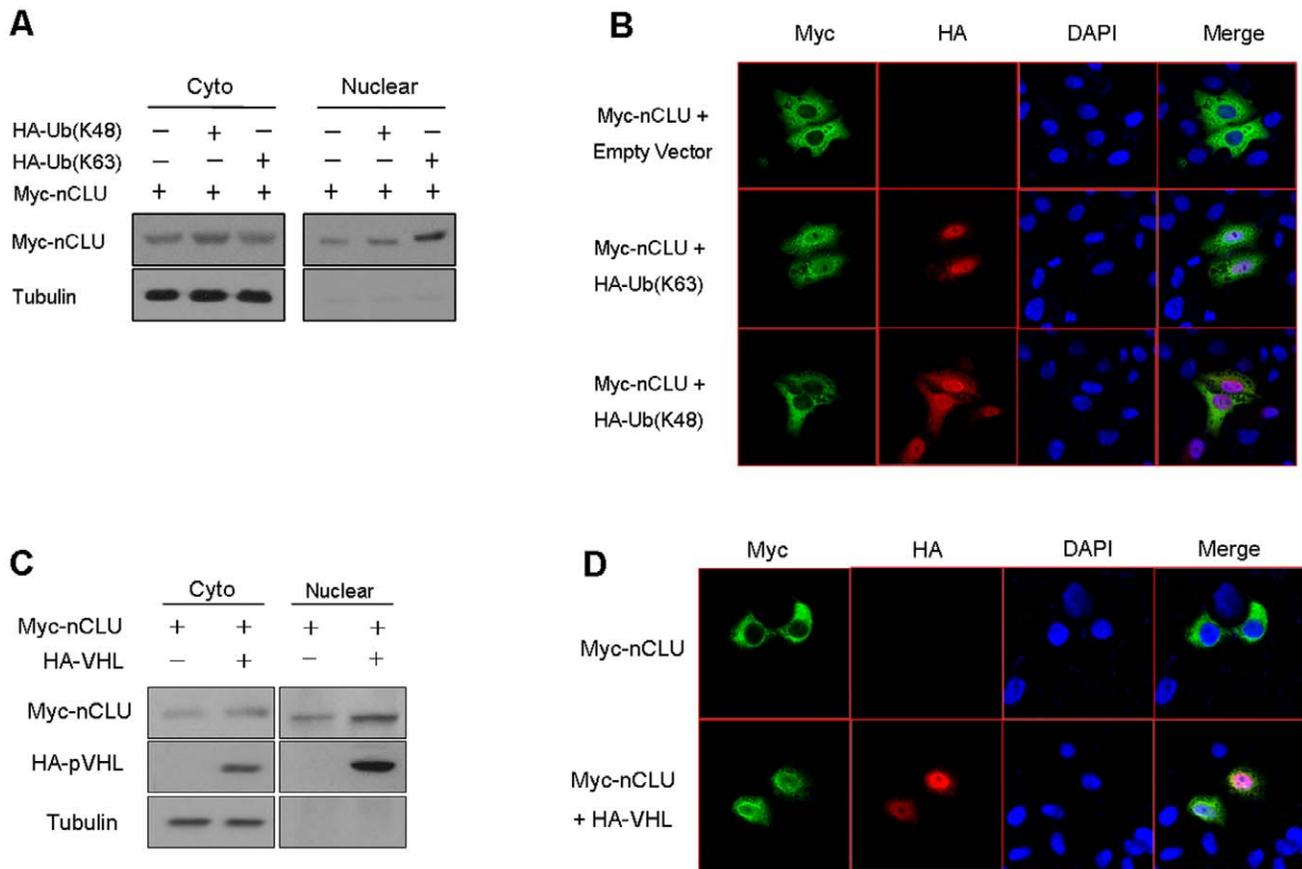 A
Cyto Nuclear
HA-Ub(K48) – + – – + –
HA-Ub(K63) – – + – – +
Myc-nCLU + + + + + +
Myc-nCLU
Tubulin
B
Myc HA DAPI Merge
Myc-nCLU +
Empty Vector
Myc-nCLU +
HA-Ub(K63)
Myc-nCLU +
HA-Ub(K48)
C
Cyto Nuclear
Myc-nCLU + + + +
HA-VHL – + – +
Myc-nCLU
HA-pVHL
Tubulin
D
Myc HA DAPI Merge
Myc-nCLU
Myc-nCLU
+ HA-VHL